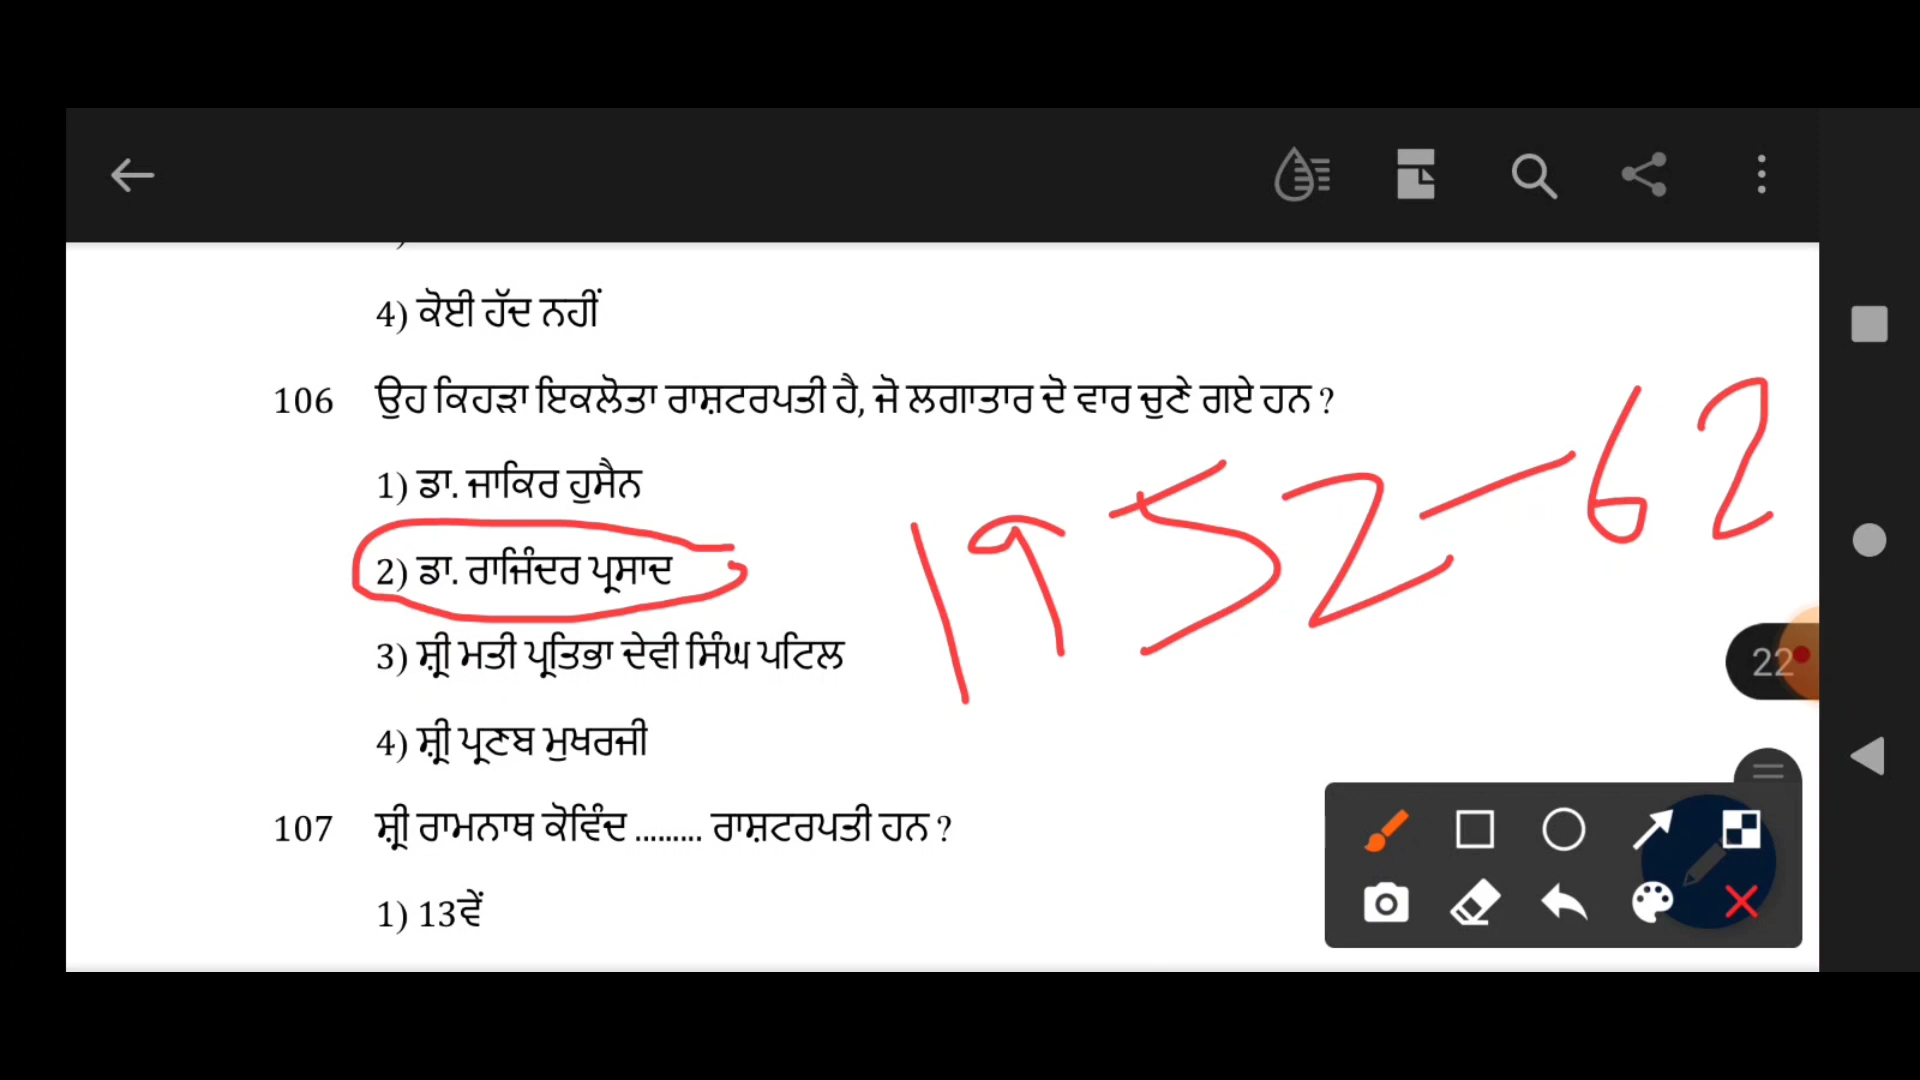 4) ਕੋਈ ਹੱਦ ਨਹੀਂ
106 ਉਹ ਕਿਹੜਾ ਇਕਲੋਤਾ ਰਾਸ਼ਟਰਪਤੀ ਹੈ, ਜੋ ਲਗਾਤਾਰ ਦੋ ਵਾਰ ਚੁਣੇ ਗਏ ਹਨ ?
1) ਡਾ. ਜਾਕਿਰ ਹੁਸੈਨ
1952-62
2) ਡਾ. ਰਾਜਿੰਦਰ ਪ੍ਰਸਾਦ
3) ਸ਼੍ਰੀ ਮਤੀ ਪ੍ਰਤਿਭਾ ਦੇਵੀ ਸਿੰਘ ਪਟਿਲ
22
4) ਸ਼੍ਰੀ ਪ੍ਰਣਬ ਮੁਖਰਜੀ
107 ਸ਼੍ਰੀ ਰਾਮਨਾਥ ਕੋਵਿੰਦ ......... ਰਾਸ਼ਟਰਪਤੀ ਹਨ ?
1) 13ਵੇਂ